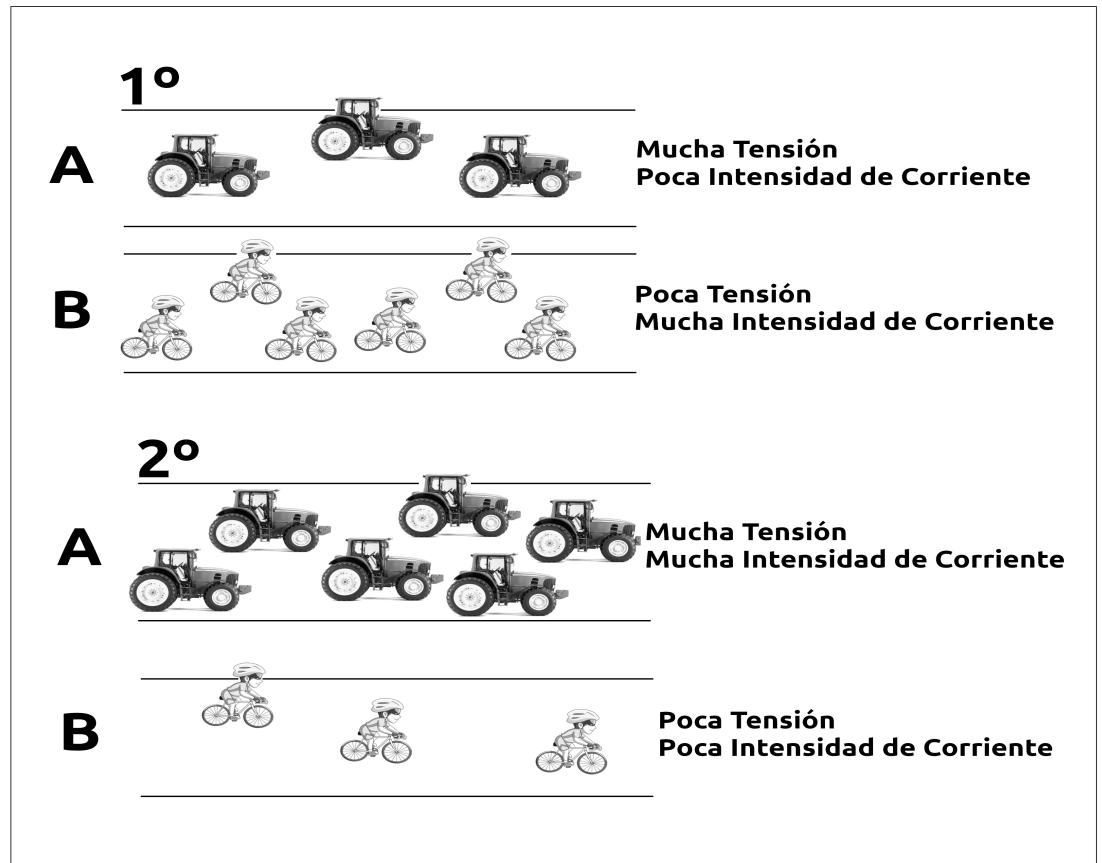 1º
A
Mucha Tensión
Poca Intensidad de Corriente
B
Poca Tensión
Mucha Intensidad de Corriente
2º
A
Mucha Tensión
Mucha Intensidad de Corriente
B
Poca Tensión
Poca Intensidad de Corriente